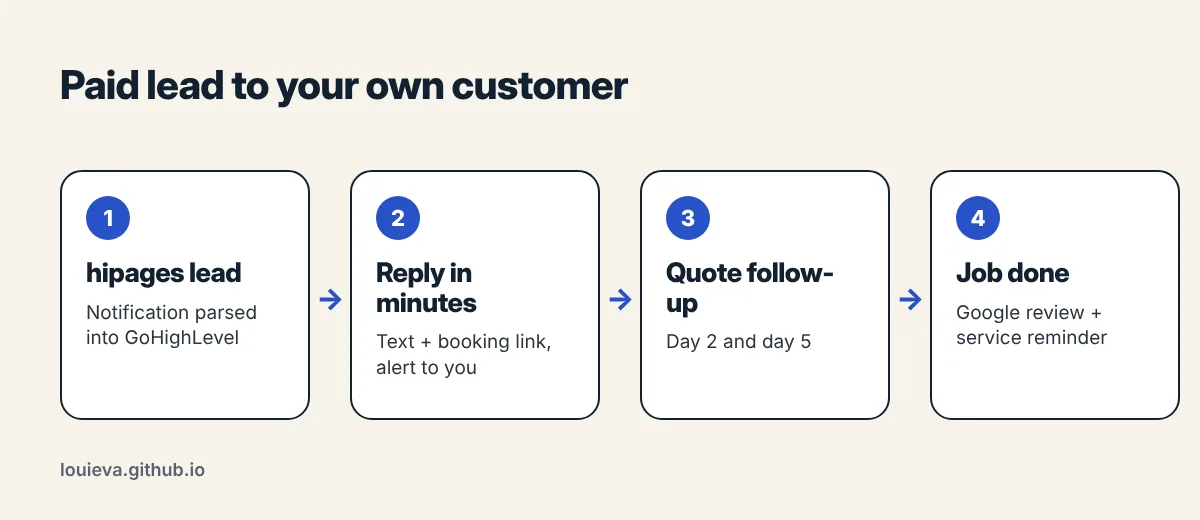 Paid lead to your own customer
1
hipages lead
Notification parsed
into GoHighLevel
2
Reply in
minutes
Text + booking link,
alert to you
3
Quote follow-
up
Day 2 and day 5
4
Job done
Google review +
service reminder
louieva.github.io